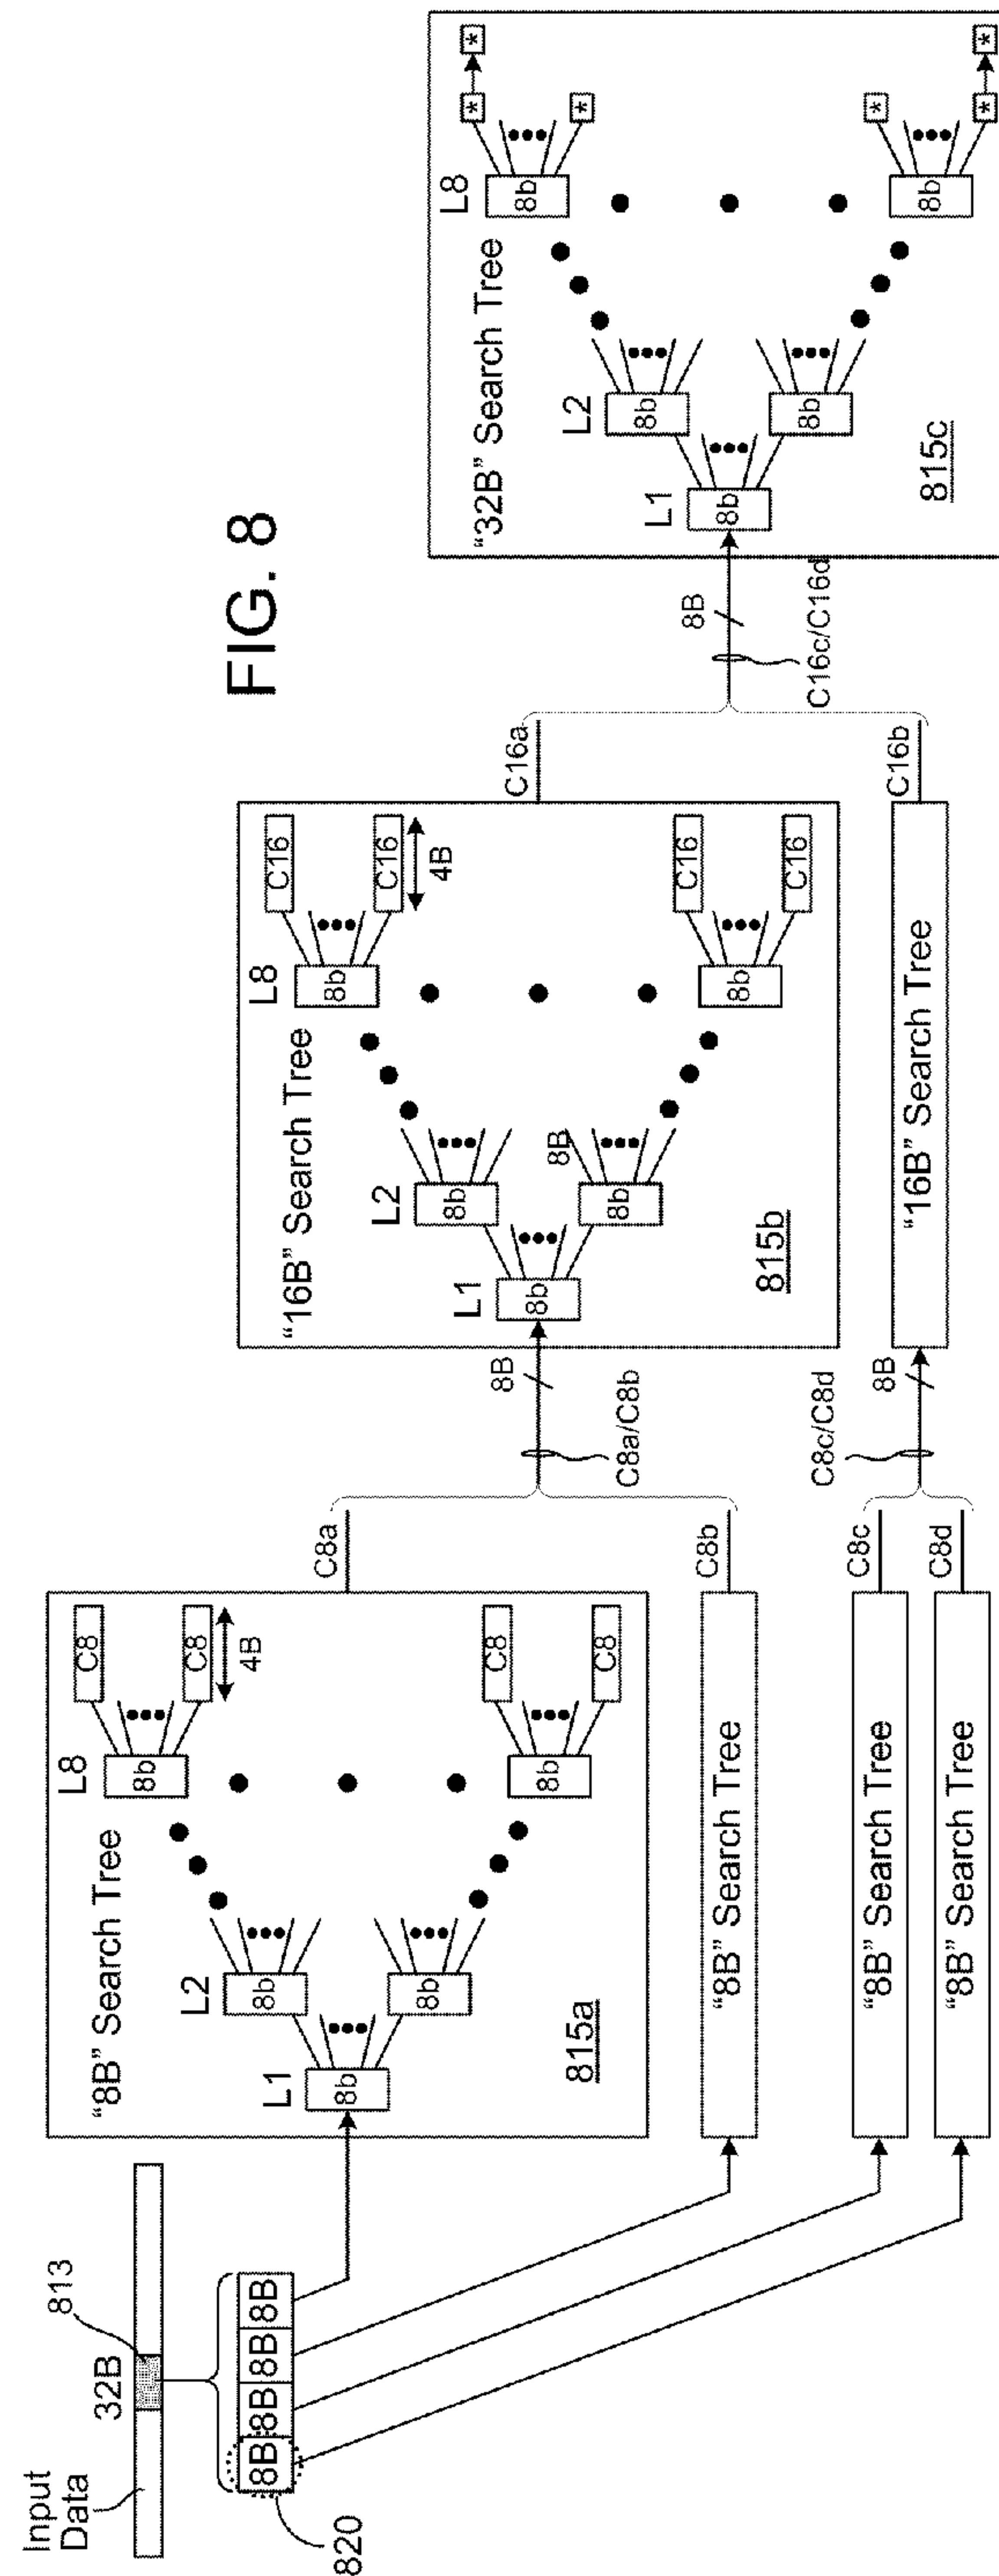 FIG. 8
Input
Data
32B
813
8B
8B
8B
8B
820
"8B" Search Tree
L1
L2
L8
8b
8b
8b
8b
8b
C8
C8
C8
C8
4B
815a
"8B" Search Tree
"8B" Search Tree
"8B" Search Tree
C8a
C8b
C8c
C8d
8B
C8a/C8b
8B
C8c/C8d
"16B" Search Tree
L1
L2
L8
8b
8b
8b
8b
8b
8B
C16
C16
C16
C16
4B
815b
"16B" Search Tree
C16a
C16b
8B
C16c/C16d
"32B" Search Tree
L1
L2
L8
8b
8b
8b
8b
8b
*
*
*
*
*
*
815c